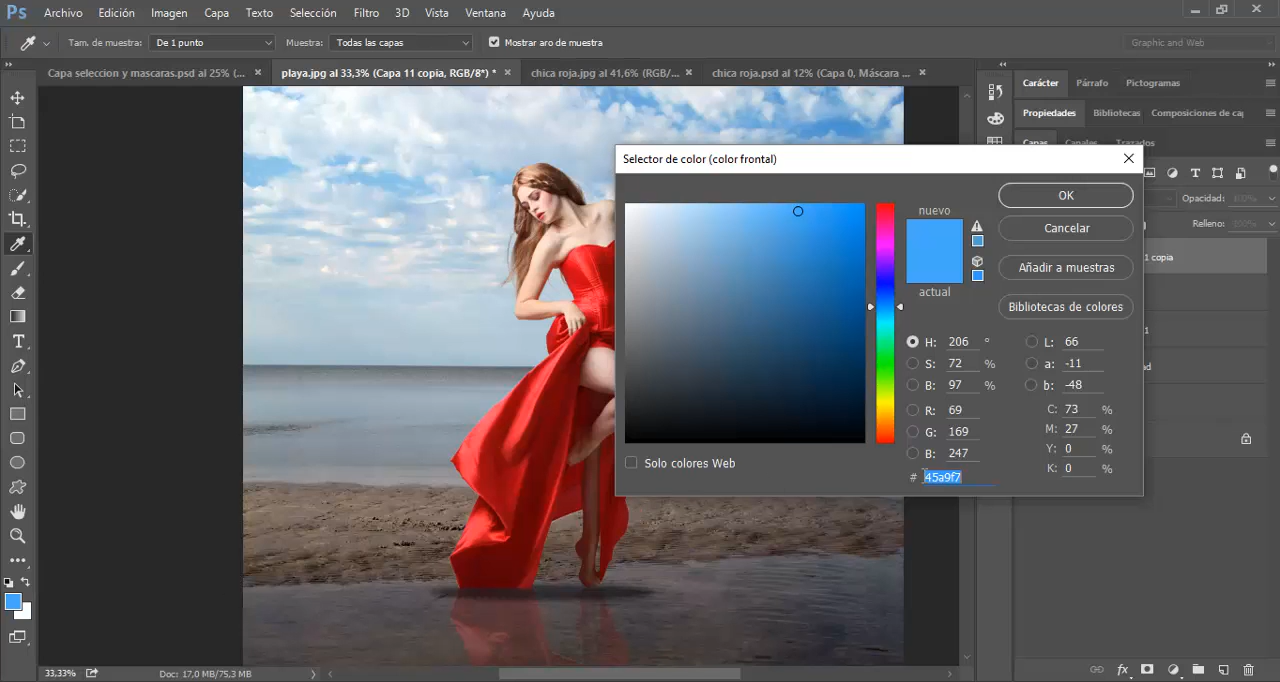 Ps Archivo Edición Imagen Capa Texto Selección Filtro 3D Vista Ventana Ayuda
Tam. de muestra: De 1 punto Muestra: Todas las capas Mostrar aro de muestra Graphic and Web
Capa seleccion y mascaras.psd al 25% (... × playa.jpg al 33,3% (Capa 11 copia, RGB/8*) * × chica roja.jpg al 41,6% (RGB/... × chica roja.psd al 12% (Capa 0, Máscara ... ×
Carácter Párrafo Pictogramas
Propiedades Bibliotecas Composiciones de cap
Capas Canales Trazados
Selector de color (color frontal)
Opacidad: 100%
Relleno: 100%
1 copia
nuevo
actual
OK
Cancelar
Añadir a muestras
Bibliotecas de colores
H: 206 ° L: 66
S: 72 % a: -11
B: 97 % b: -48
R: 69 C: 73 %
G: 169 M: 27 %
B: 247 Y: 0 %
K: 0 %
Solo colores Web
# 45a9f7
33,33% Doc: 17,0 MB/75,3 MB
fx